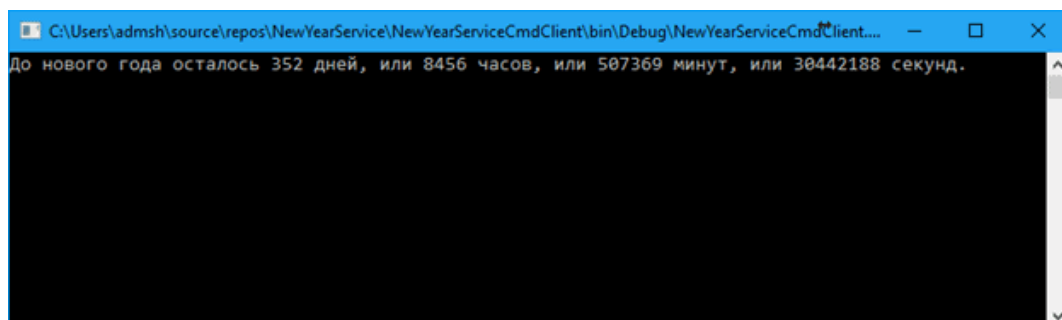 C:\Users\admsh\source\repos\NewYearService\NewYearServiceCmdClient\bin\Debug\NewYearServiceCmdClient....
До нового года осталось 352 дней, или 8456 часов, или 507369 минут, или 30442188 секунд.